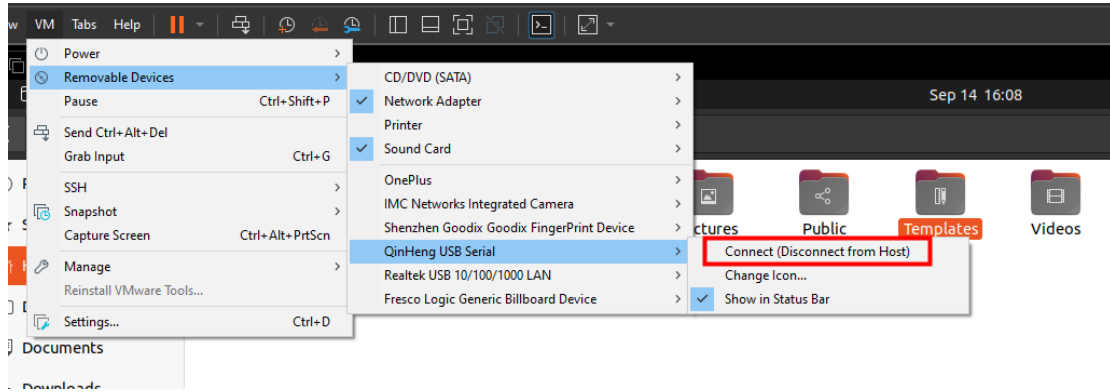 w VM Tabs Help
Sep 14 16:08
Power
Removable Devices
Pause Ctrl+Shift+P
Send Ctrl+Alt+Del
Grab Input Ctrl+G
SSH
Snapshot
Capture Screen Ctrl+Alt+PrtScn
Manage
Reinstall VMware Tools...
Settings... Ctrl+D
CD/DVD (SATA)
Network Adapter
Printer
Sound Card
OnePlus
IMC Networks Integrated Camera
Shenzhen Goodix Goodix FingerPrint Device
QinHeng USB Serial
Realtek USB 10/100/1000 LAN
Fresco Logic Generic Billboard Device
Connect (Disconnect from Host)
Change Icon...
Show in Status Bar
ctures Public Templates Videos
Documents
Downloads